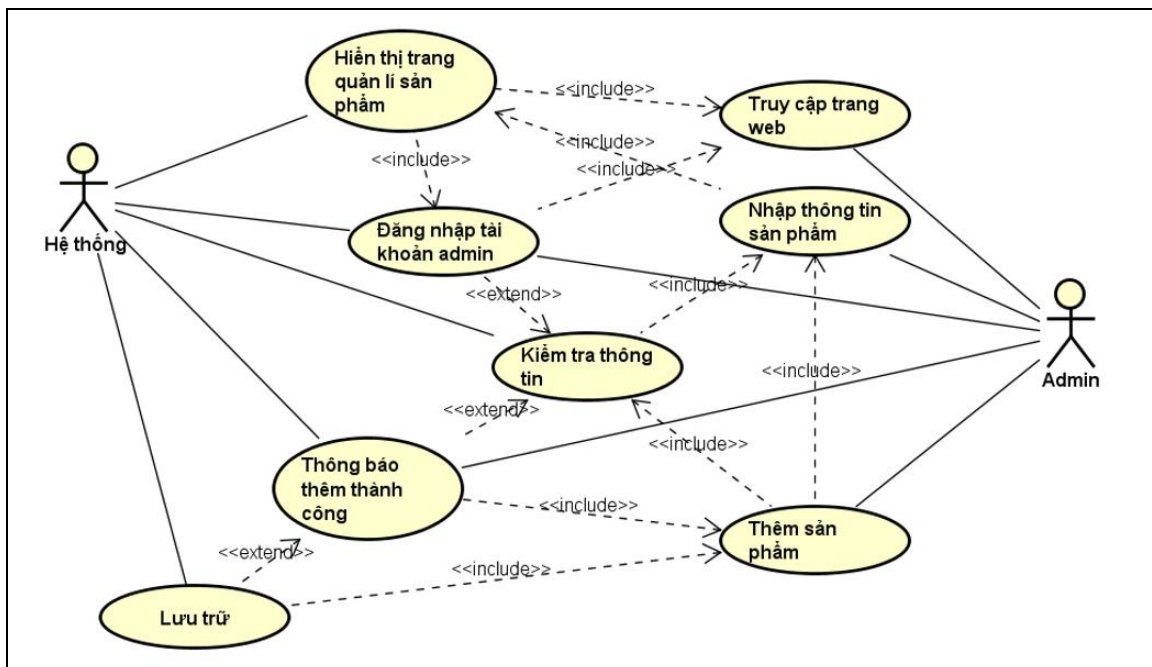 Hiển thị trang
quản lí sản
phẩm
<<include>>
Truy cập trang
web
<<include>>
<<include>>
<<include>>
Hệ thống
Đăng nhập tài
khoản admin
Nhập thông tin
sản phẩm
<<extend>>
<<include>>
Kiểm tra thông
tin
<<include>>
Admin
<<extend>>
<<include>>
Thông báo
thêm thành
công
<<include>>
Thêm sản
phẩm
<<extend>>
<<include>>
Lưu trữ